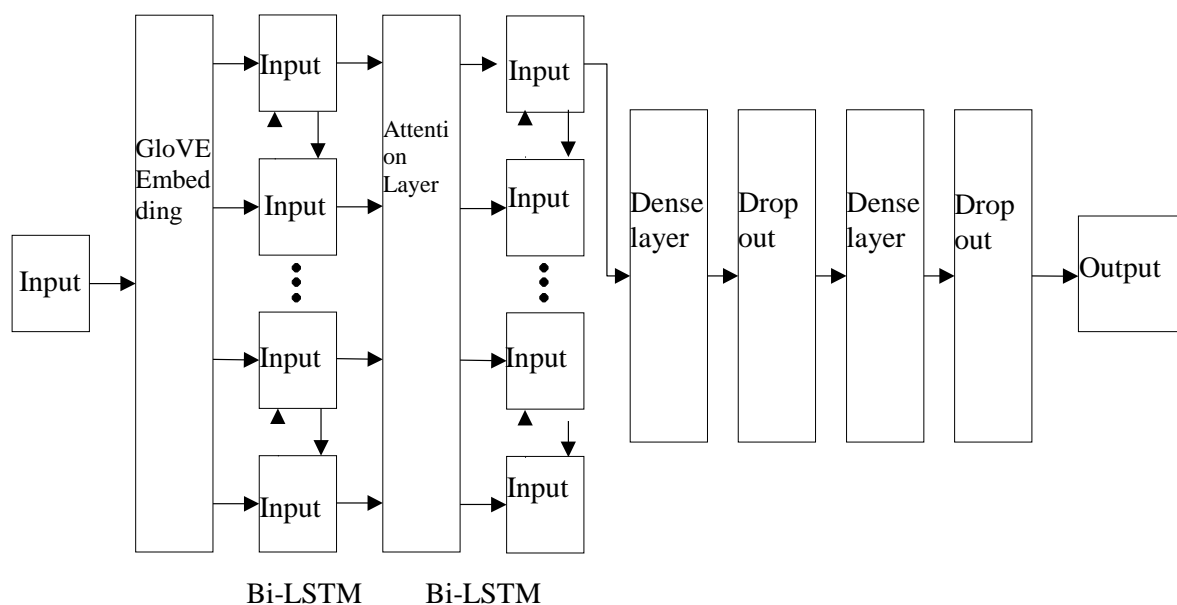 Input
GloVE
Embed
ding
Input
Input
Input
Input
Attenti
on
Layer
Input
Input
Input
Input
Dense
layer
Drop
out
Dense
layer
Drop
out
Output
Bi-LSTM
Bi-LSTM